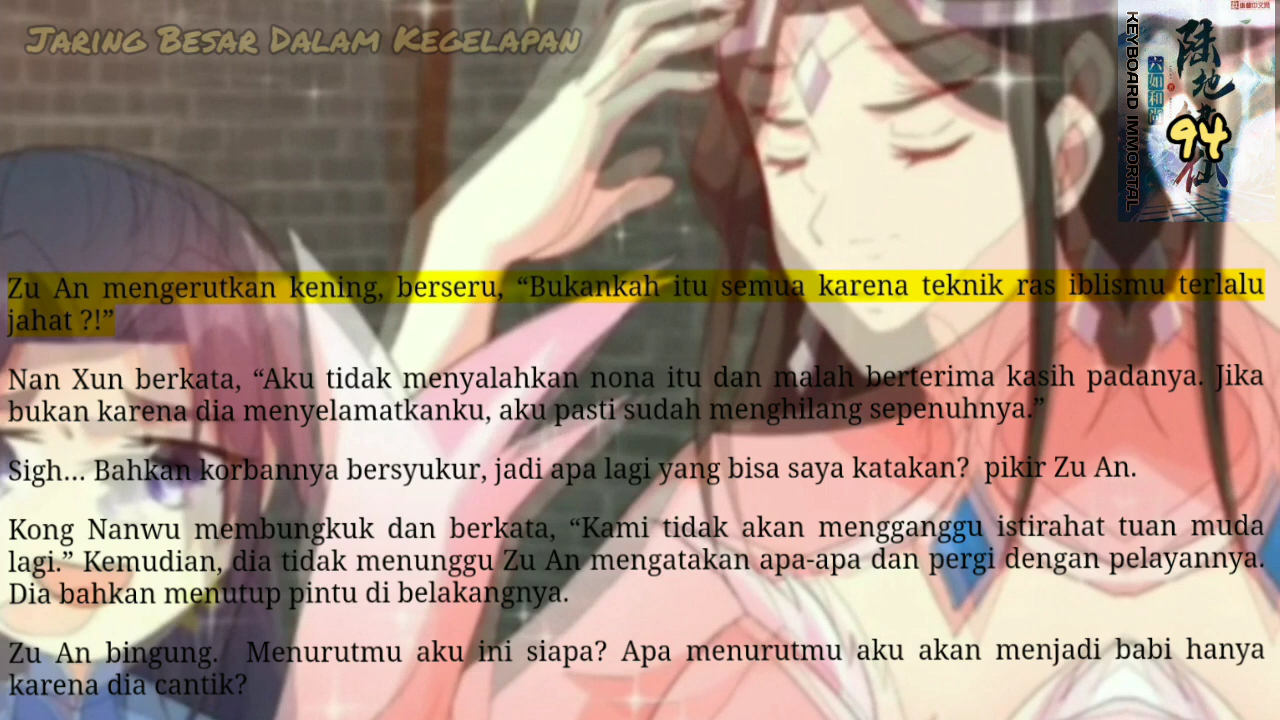 Jaring Besar Dalam Kegelapan
KEYBOARD IMMORTAL
94
Zu An mengerutkan kening, berseru, “Bukankah itu semua karena teknik ras iblismu terlalu
jahat ?!”
Nan Xun berkata, “Aku tidak menyalahkan nona itu dan malah berterima kasih padanya. Jika
bukan karena dia menyelamatkanku, aku pasti sudah menghilang sepenuhnya.”
Sigh... Bahkan korbannya bersyukur, jadi apa lagi yang bisa saya katakan?  pikir Zu An.
Kong Nanwu membungkuk dan berkata, “Kami tidak akan mengganggu istirahat tuan muda
lagi.” Kemudian, dia tidak menunggu Zu An mengatakan apa-apa dan pergi dengan pelayannya.
Dia bahkan menutup pintu di belakangnya.
Zu An bingung.  Menurutmu aku ini siapa? Apa menurutmu aku akan menjadi babi hanya
karena dia cantik?